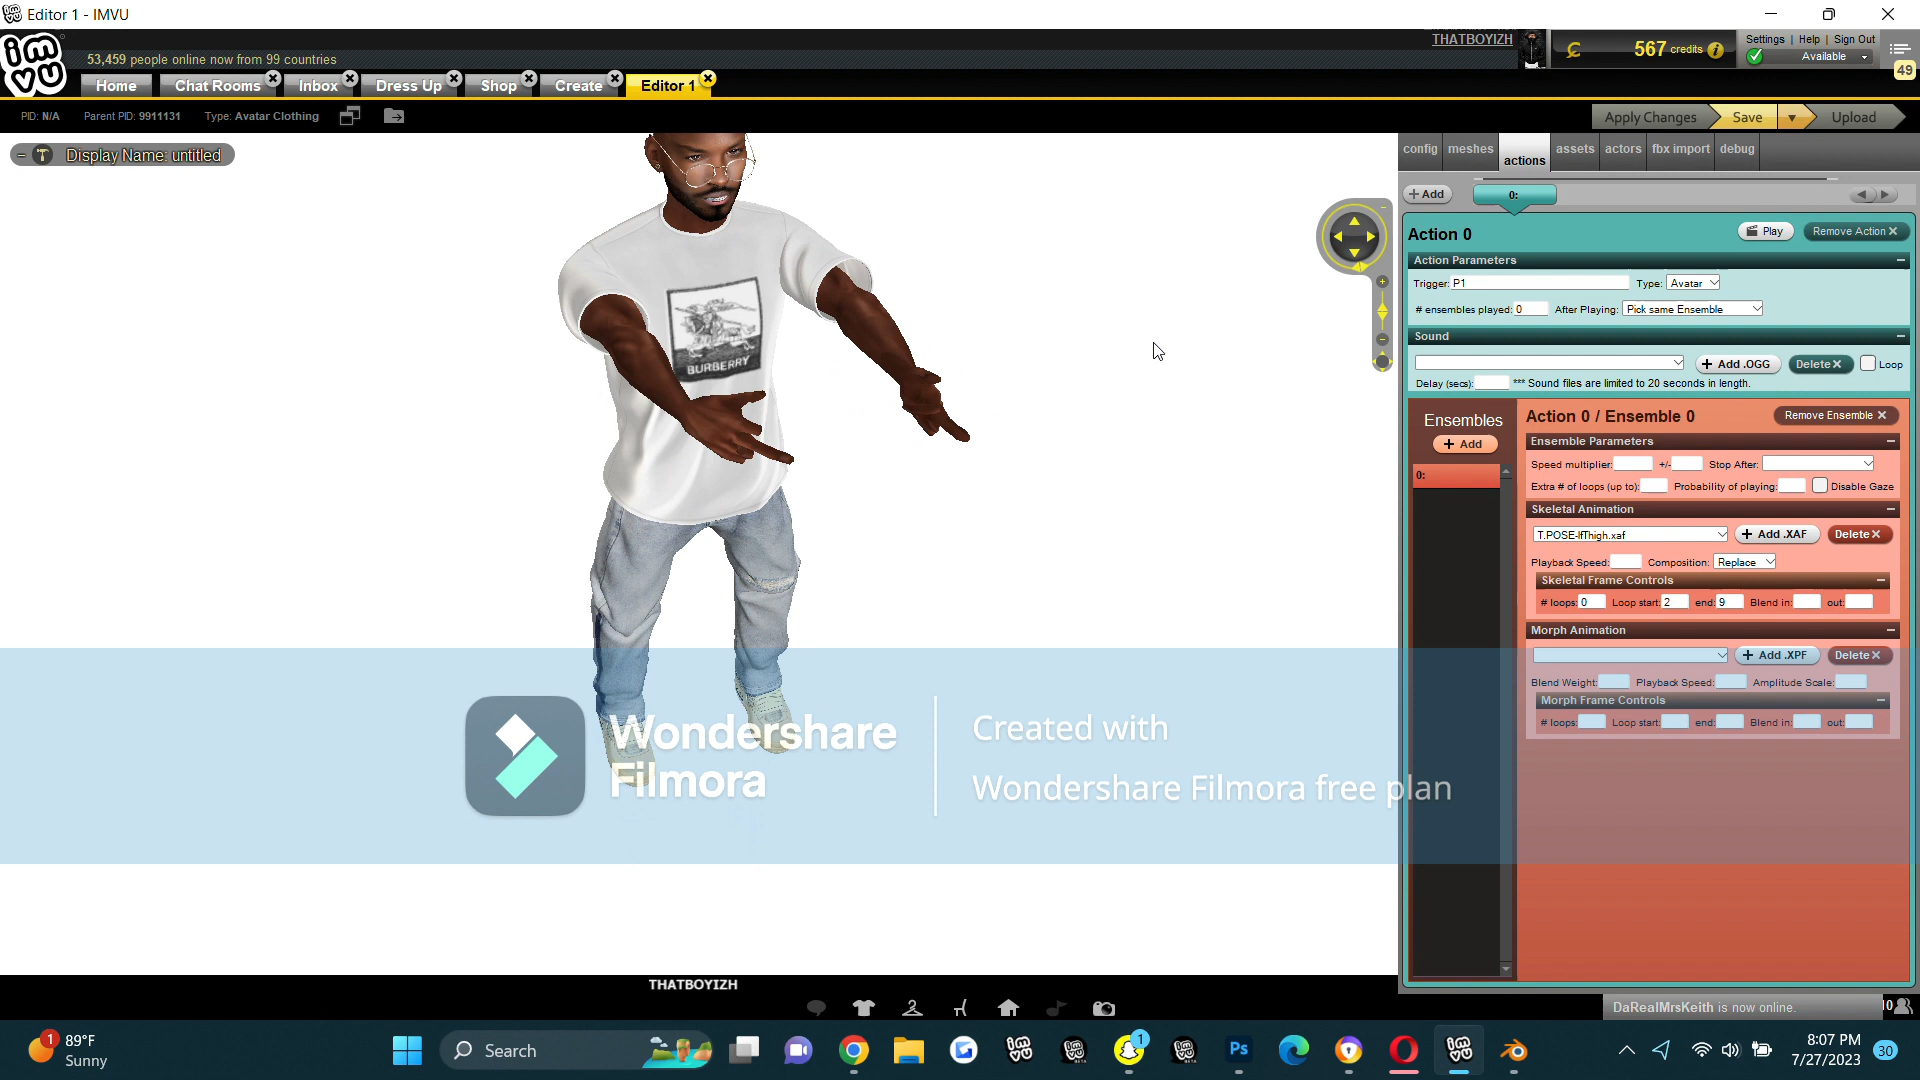 Editor 1 - IMVU
imvu
53,459 people online now from 99 countries
THATBOYIZH
567 credits
Settings | Help | Sign Out
Available
49
Home
Chat Rooms
Inbox
Dress Up
Shop
Create
Editor 1
PID: N/A
Parent PID: 9911131
Type: Avatar Clothing
Apply Changes
Save
Upload
Display Name: untitled
config
meshes
actions
assets
actors
fbx import
debug
+ Add
0:
Action 0
Play
Remove Action X
Action Parameters
Trigger: P1
Type: Avatar
# ensembles played: 0
After Playing: Pick same Ensemble
Sound
+ Add .OGG
Delete X
Loop
Delay (secs):
*** Sound files are limited to 20 seconds in length.
Ensembles
+ Add
0:
Action 0 / Ensemble 0
Remove Ensemble X
Ensemble Parameters
Speed multiplier: +/- Stop After:
Extra # of loops (up to): Probability of playing: Disable Gaze
Skeletal Animation
T.POSE-lfThigh.xaf
+ Add .XAF
Delete X
Playback Speed: Composition: Replace
Skeletal Frame Controls
# loops: 0 Loop start: 2 end: 9 Blend in: out:
Morph Animation
+ Add .XPF
Delete X
Blend Weight: Playback Speed: Amplitude Scale:
Morph Frame Controls
# loops: Loop start: end: Blend in: out:
BURBERRY
Wondershare
Filmora
Created with
Wondershare Filmora free plan
THATBOYIZH
DaRealMrsKeith is now online.
10
1
89°F
Sunny
Search
1
Ps
8:07 PM
7/27/2023
30